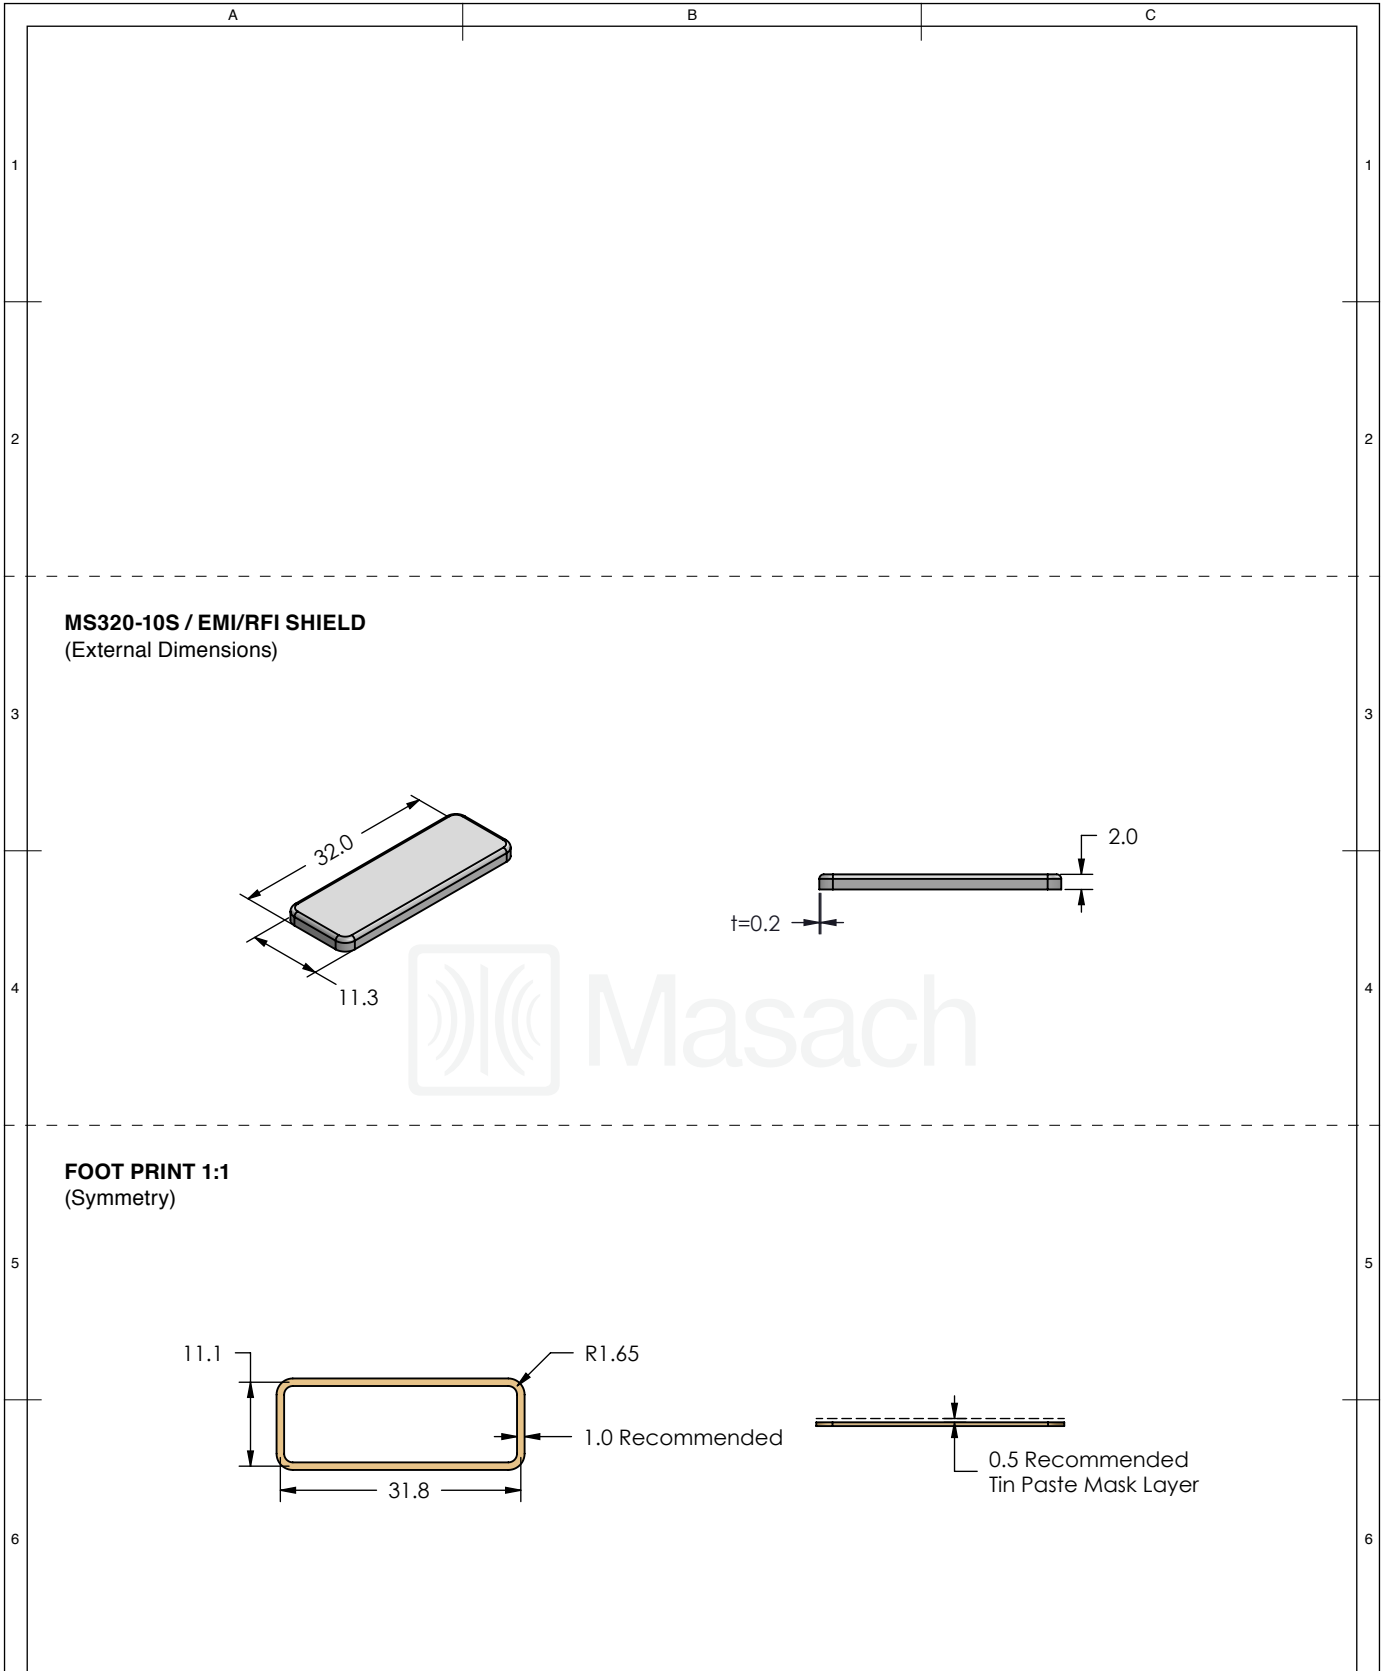 A B C
1 1
2 2
MS320-10S / EMI/RFI SHIELD
(External Dimensions)
3 3
32.0
2.0
t=0.2
11.3
4 4
Masach
FOOT PRINT 1:1
(Symmetry)
5 5
11.1
R1.65
1.0 Recommended
0.5 Recommended
Tin Paste Mask Layer
31.8
6 6